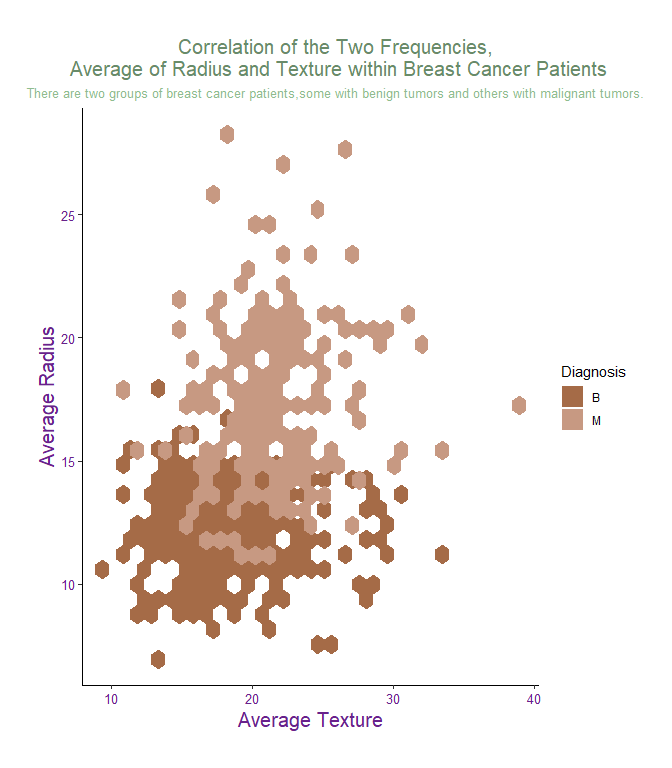 Correlation of the Two Frequencies,
Average of Radius and Texture within Breast Cancer Patients
There are two groups of breast cancer patients,some with benign tumors and others with malignant tumors.
25
20
15
10
Average Radius
Diagnosis
B
M
10 20 30 40
Average Texture